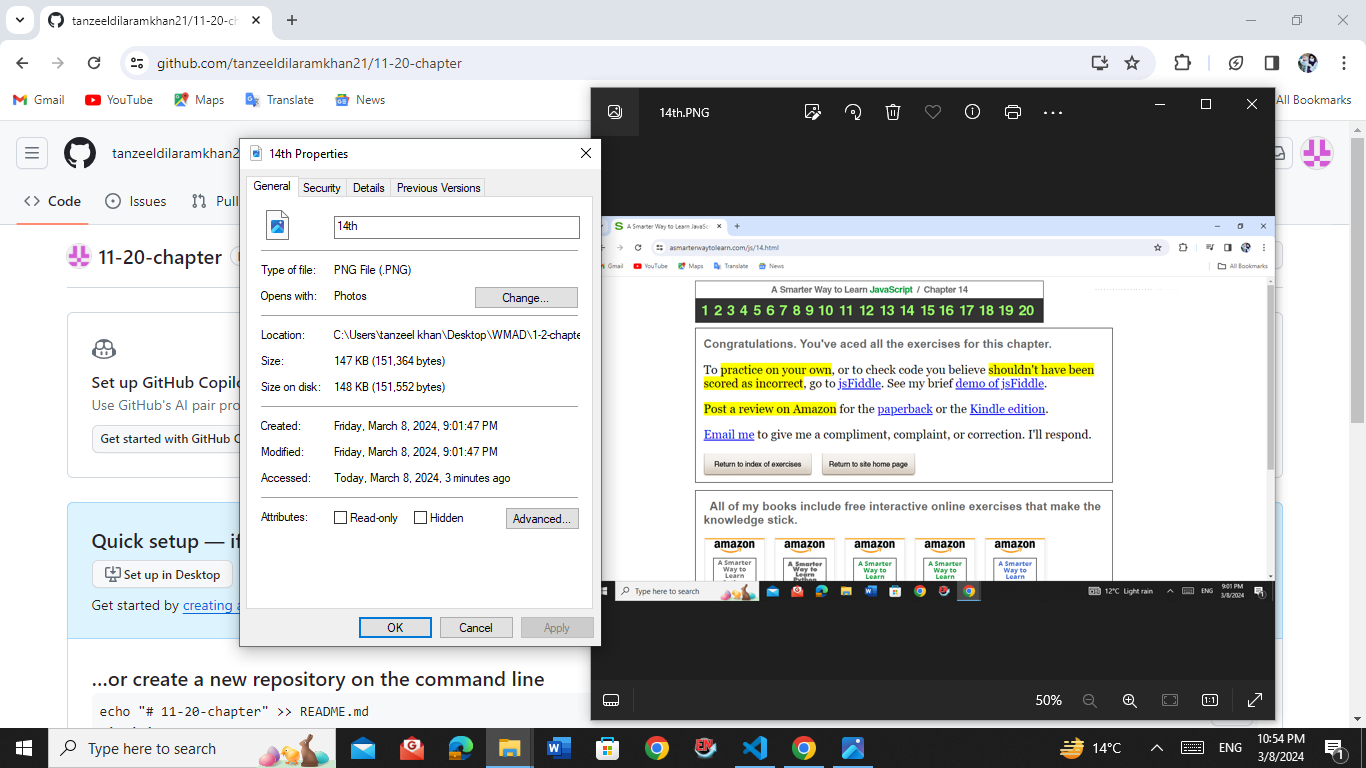 tanzeeldilaramkhan21/11-20-ch
github.com/tanzeeldilaramkhan21/11-20-chapter
Gmail YouTube Maps Translate News All Bookmarks
tanzeeldilaramkhan2
Code Issues Pull
11-20-chapter
Set up GitHub Copilo
Use GitHub's AI pair pro
Get started with GitHub C
Quick setup — if
Set up in Desktop
Get started by creating a
...or create a new repository on the command line
echo "# 11-20-chapter" >> README.md
14th Properties
General Security Details Previous Versions
14th
Type of file: PNG File (.PNG)
Opens with: Photos Change...
Location: C:\Users\tanzeel khan\Desktop\WMAD\1-2-chapte
Size: 147 KB (151,364 bytes)
Size on disk: 148 KB (151,552 bytes)
Created: Friday, March 8, 2024, 9:01:47 PM
Modified: Friday, March 8, 2024, 9:01:47 PM
Accessed: Today, March 8, 2024, 3 minutes ago
Attributes: Read-only Hidden Advanced...
OK Cancel Apply
14th.PNG
A Smarter Way to Learn JavaSc
asmarterwaytolearn.com/js/14.html
Gmail YouTube Maps Translate News All Bookmarks
A Smarter Way to Learn JavaScript / Chapter 14
1 2 3 4 5 6 7 8 9 10 11 12 13 14 15 16 17 18 19 20
Congratulations. You've aced all the exercises for this chapter.
To practice on your own, or to check code you believe shouldn't have been
scored as incorrect, go to jsFiddle. See my brief demo of jsFiddle.
Post a review on Amazon for the paperback or the Kindle edition.
Email me to give me a compliment, complaint, or correction. I'll respond.
Return to index of exercises Return to site home page
All of my books include free interactive online exercises that make the
knowledge stick.
amazon amazon amazon amazon amazon
A Smarter A Smarter A Smarter A Smarter A Smarter
Way to Way to Way to Way to Way to
Learn Learn Learn Learn Learn
Type here to search 12°C Light rain ENG 9:01 PM
3/8/2024
50%
1:1
Type here to search 14°C ENG 10:54 PM
3/8/2024
1